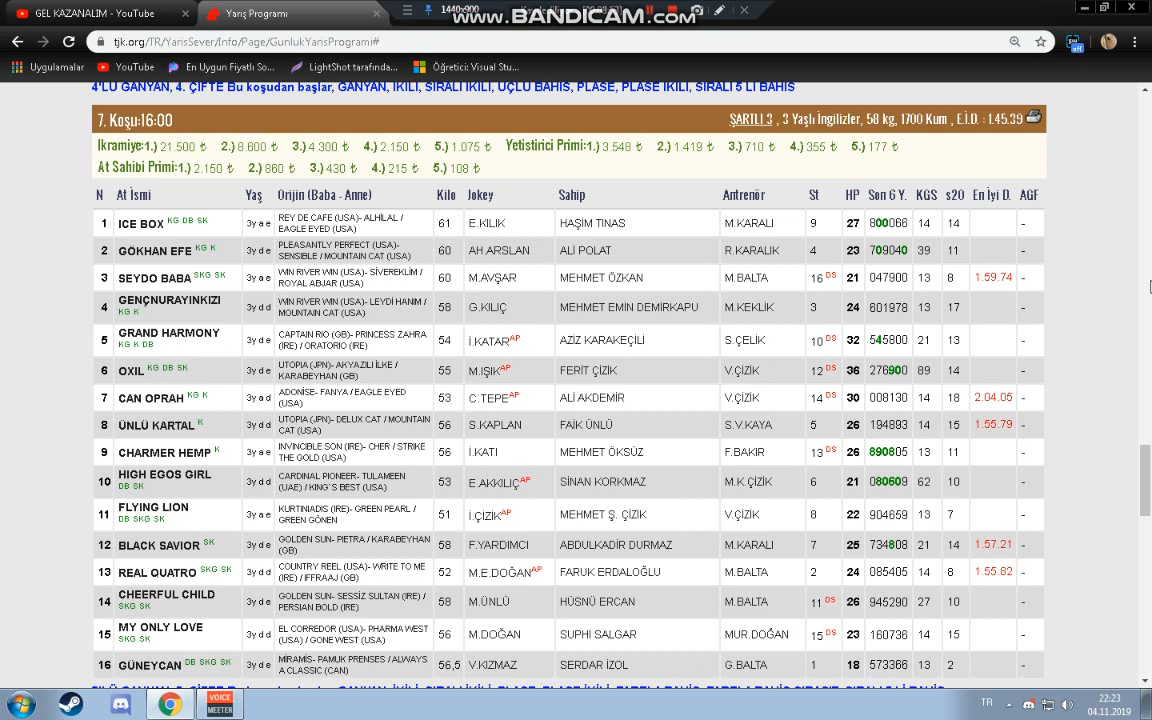 GEL KAZANALIM - YouTube
Yarış Programı
1440x900
WWW.BANDICAM.COM
tjk.org/TR/YarisSever/Info/Page/GunlukYarisProgrami#
Uygulamalar YouTube En Uygun Fiyatlı So... LightShot tarafında... Öğretici: Visual Stu...
4'LÜ GANYAN, 4. ÇİFTE Bu koşudan başlar, GANYAN, İKİLİ, SIRALI İKİLİ, ÜÇLÜ BAHİS, PLASE, PLASE İKİLİ, SIRALI 5 Lİ BAHİS
7. Koşu:16:00 ŞARTLI 3 , 3 Yaşlı İngilizler, 58 kg, 1700 Kum , E.İ.D. : 1.45.39
Ikramiye:1.) 21.500 ₺ 2.) 8.600 ₺ 3.) 4.300 ₺ 4.) 2.150 ₺ 5.) 1.075 ₺ Yetistirici Primi:1.) 3.548 ₺ 2.) 1.419 ₺ 3.) 710 ₺ 4.) 355 ₺ 5.) 177 ₺
At Sahibi Primi:1.) 2.150 ₺ 2.) 860 ₺ 3.) 430 ₺ 4.) 215 ₺ 5.) 108 ₺
N At İsmi Yaş Orijin (Baba - Anne) Kilo Jokey Sahip Antrenör St HP Son 6 Y. KGS s20 En İyi D. AGF
1 ICE BOX KG DB SK 3y a e REY DE CAFE (USA)- ALHİLAL / EAGLE EYED (USA) 61 E.KILIK HAŞİM TINAS M.KARALI 9 27 800066 14 14 -
2 GÖKHAN EFE KG K 3y d e PLEASANTLY PERFECT (USA)- SENSIBLE / MOUNTAIN CAT (USA) 60 AH.ARSLAN ALİ POLAT R.KARALIK 4 23 709040 39 11 -
3 SEYDO BABA SKG SK 3y a e WIN RIVER WIN (USA)- SİVEREKLİM / ROYAL ABJAR (USA) 60 M.AVŞAR MEHMET ÖZKAN M.BALTA 16 DS 21 047900 13 8 1.59.74 -
4 GENÇNURAYINKIZI KG K 3y d d WIN RIVER WIN (USA)- LEYDİ HANIM / MOUNTAIN CAT (USA) 58 G.KILIÇ MEHMET EMİN DEMİRKAPU M.KEKLİK 3 24 601978 13 17 -
5 GRAND HARMONY KG K DB 3y d e CAPTAIN RIO (GB)- PRINCESS ZAHRA (IRE) / ORATORIO (IRE) 54 İ.KATAR AP AZİZ KARAKEÇİLİ S.ÇELİK 10 DS 32 545800 21 13 -
6 OXIL KG DB SK 3y d e UTOPIA (JPN)- AKYAZILI İLKE / KARABEYHAN (GB) 55 M.IŞIK AP FERİT ÇİZİK V.ÇİZİK 12 DS 36 276900 89 14 -
7 CAN OPRAH KG K 3y a d ADONİSE- FANYA / EAGLE EYED (USA) 53 C.TEPE AP ALİ AKDEMİR V.ÇİZİK 14 DS 30 008130 14 18 2.04.05 -
8 ÜNLÜ KARTAL K 3y d e UTOPIA (JPN)- DELUX CAT / MOUNTAIN CAT (USA) 56 S.KAPLAN FAİK ÜNLÜ S.V.KAYA 5 26 194893 14 15 1.55.79 -
9 CHARMER HEMP K 3y a e INVINCIBLE SON (IRE)- CHER / STRIKE THE GOLD (USA) 56 İ.KATI MEHMET ÖKSÜZ F.BAKIR 13 DS 26 890805 13 11 -
10 HIGH EGOS GIRL DB SK 3y d d CARDINAL PIONEER- TULAMEEN (UAE) / KING`S BEST (USA) 53 E.AKKILIÇ AP SİNAN KORKMAZ M.K.ÇİZİK 6 21 080609 62 10 -
11 FLYING LION DB SKG SK 3y a e KURTINIADIS (IRE)- GREEN PEARL / GREEN GÖNEN 51 İ.ÇİZİK AP MEHMET Ş. ÇİZİK V.ÇİZİK 8 22 904659 13 7 -
12 BLACK SAVIOR SK 3y d e GOLDEN SUN- PIETRA / KARABEYHAN (GB) 58 F.YARDIMCI ABDULKADİR DURMAZ M.KARALI 7 25 734808 21 14 1.57.21 -
13 REAL QUATRO SKG SK 3y d d COUNTRY REEL (USA)- WRITE TO ME (IRE) / IFFRAAJ (GB) 52 M.E.DOĞAN AP FARUK ERDALOĞLU M.BALTA 2 24 085405 14 8 1.55.82 -
14 CHEERFUL CHILD SKG SK 3y d e GOLDEN SUN- SESSİZ SULTAN (IRE) / PERSIAN BOLD (IRE) 58 M.ÜNLÜ HÜSNÜ ERCAN M.BALTA 11 DS 26 945290 27 10 -
15 MY ONLY LOVE SKG SK 3y d d EL CORREDOR (USA)- PHARMA WEST (USA) / GONE WEST (USA) 56 M.DOĞAN SUPHİ SALGAR MUR.DOĞAN 15 DS 23 160736 14 15 -
16 GÜNEYCAN DB SKG SK 3y d e MİRAMİS- PAMUK PRENSES / ALWAYS A CLASSIC (CAN) 56,5 V.KIZMAZ SERDAR İZOL G.BALTA 1 18 573366 13 2 -
VOICE MEETER
TR 22:23
04.11.2019